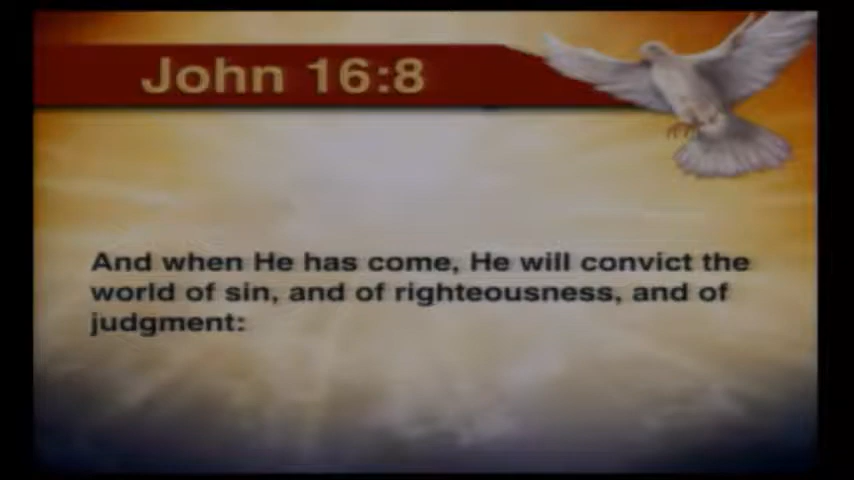 John 16:8
And when He has come, He will convict the
world of sin, and of righteousness, and of
judgment: